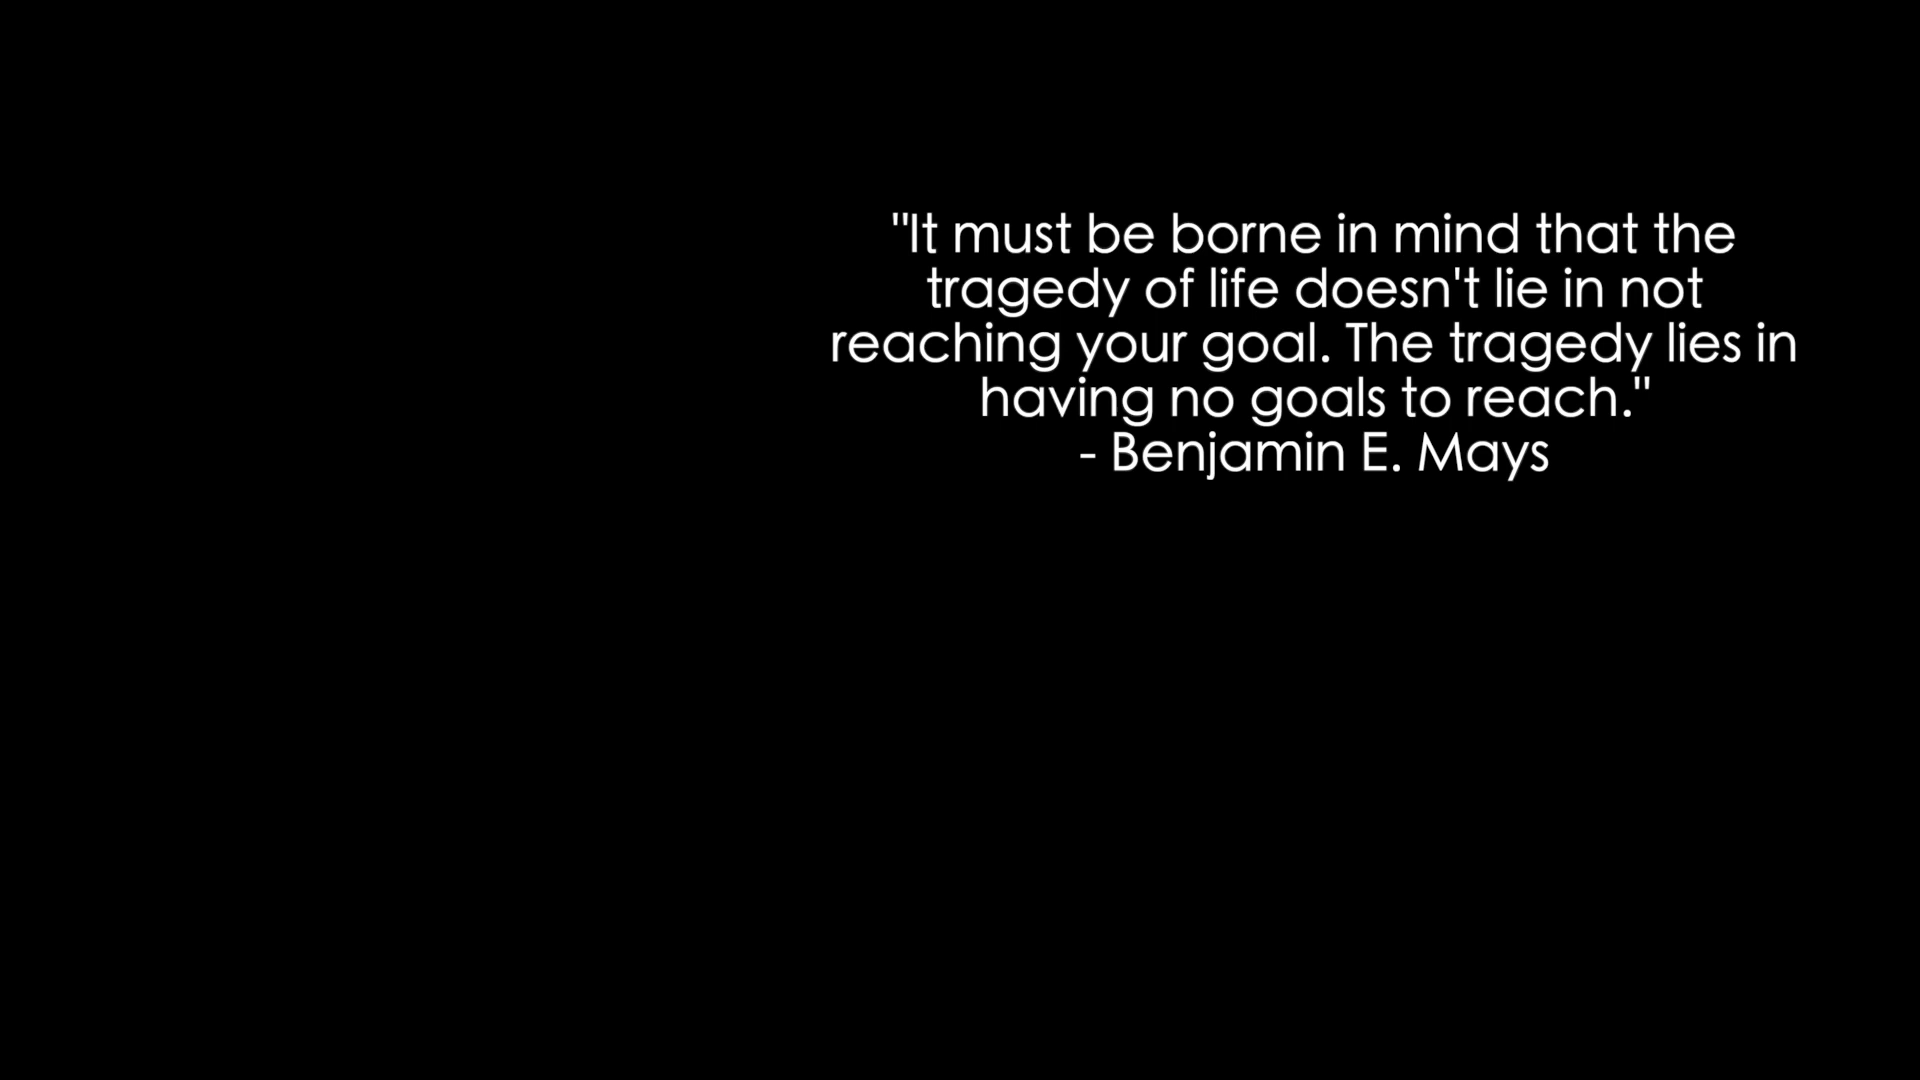 "It must be borne in mind that the
tragedy of life doesn't lie in not
reaching your goal. The tragedy lies in
having no goals to reach."
- Benjamin E. Mays